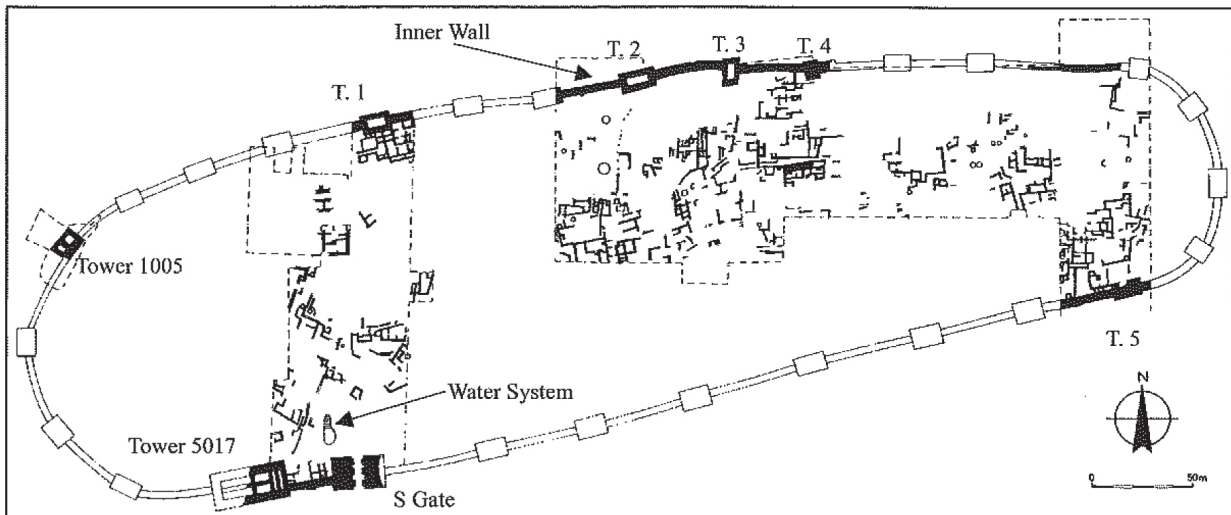 Inner Wall
T. 2
T. 3
T. 4
T. 1
Tower 1005
T. 5
Water System
N
Tower 5017
S Gate
0
50m